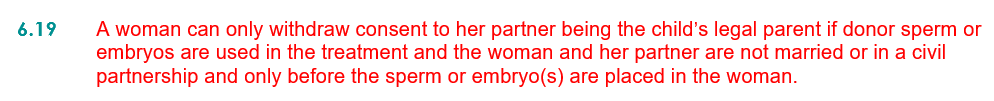 6.19 A woman can only withdraw consent to her partner being the child’s legal parent if donor sperm or
embryos are used in the treatment and the woman and her partner are not married or in a civil
partnership and only before the sperm or embryo(s) are placed in the woman.